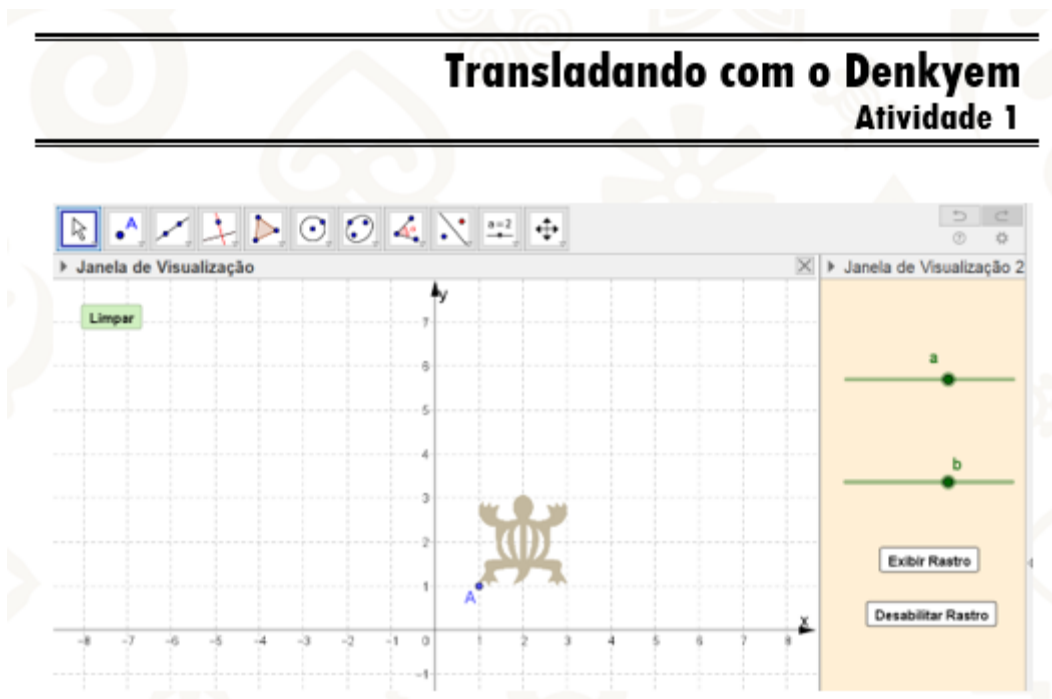 Transladando com o Denkyem
Atividade 1
A
a=2
Janela de Visualização
Janela de Visualização 2
Limpar
y
7
6
5
4
3
2
1
A
x
-8 -7 -6 -5 -4 -3 -2 -1 0 1 2 3 4 5 6 7 8
-1
a
b
Exibir Rastro
Desabilitar Rastro